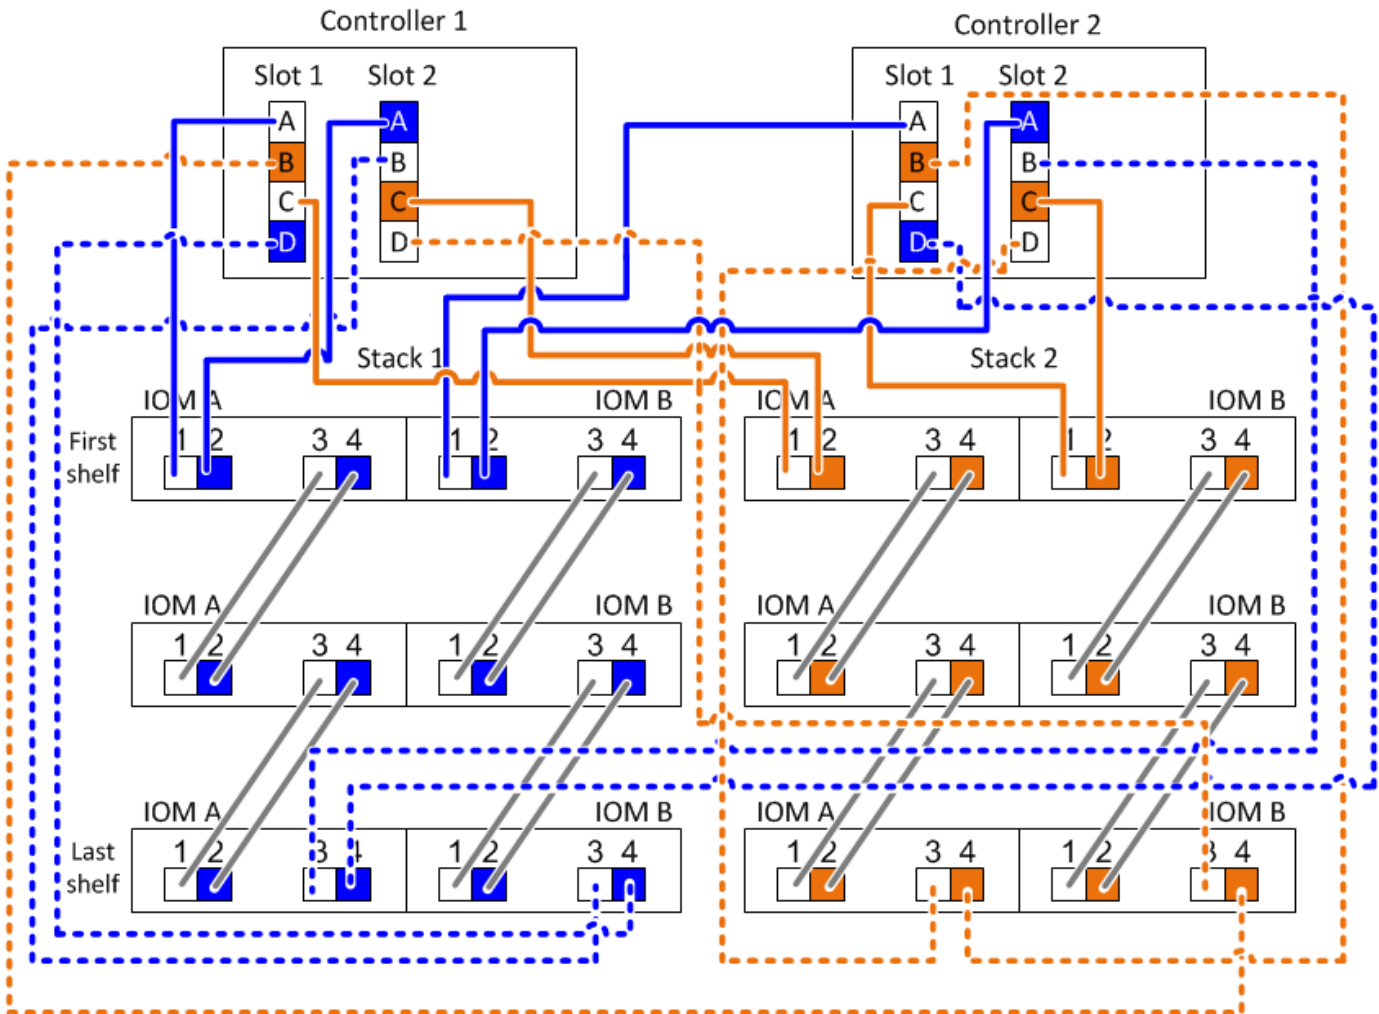 Controller 1
Controller 2
Slot 1 Slot 2
Slot 1 Slot 2
A A
B B
C C
D D
A A
B B
C C
D D
Stack 1
Stack 2
IOM A IOM B
IOM A IOM B
First
shelf
1 2 3 4 1 2 3 4
1 2 3 4 1 2 3 4
IOM A IOM B
IOM A IOM B
1 2 3 4 1 2 3 4
1 2 3 4 1 2 3 4
IOM A IOM B
IOM A IOM B
Last
shelf
1 2 3 4 1 2 3 4
1 2 3 4 1 2 3 4